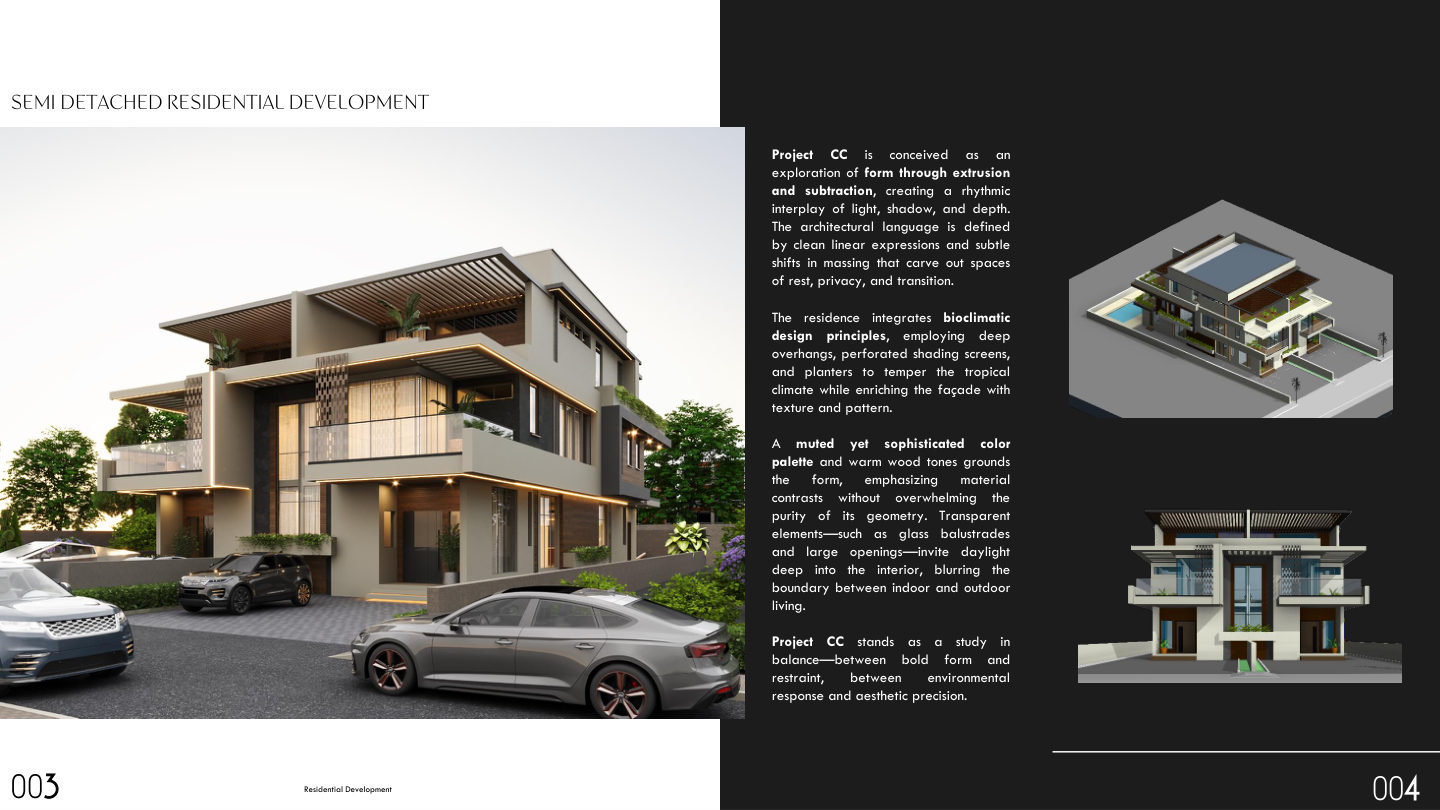 SEMI DETACHED RESIDENTIAL DEVELOPMENT
Project CC is conceived as an
exploration of form through extrusion
and subtraction, creating a rhythmic
interplay of light, shadow, and depth.
The architectural language is defined
by clean linear expressions and subtle
shifts in massing that carve out spaces
of rest, privacy, and transition.
The residence integrates bioclimatic
design principles, employing deep
overhangs, perforated shading screens,
and planters to temper the tropical
climate while enriching the façade with
texture and pattern.
A muted yet sophisticated color
palette and warm wood tones grounds
the form, emphasizing material
contrasts without overwhelming the
purity of its geometry. Transparent
elements—such as glass balustrades
and large openings—invite daylight
deep into the interior, blurring the
boundary between indoor and outdoor
living.
Project CC stands as a study in
balance—between bold form and
restraint, between environmental
response and aesthetic precision.
003
Residential Development
004